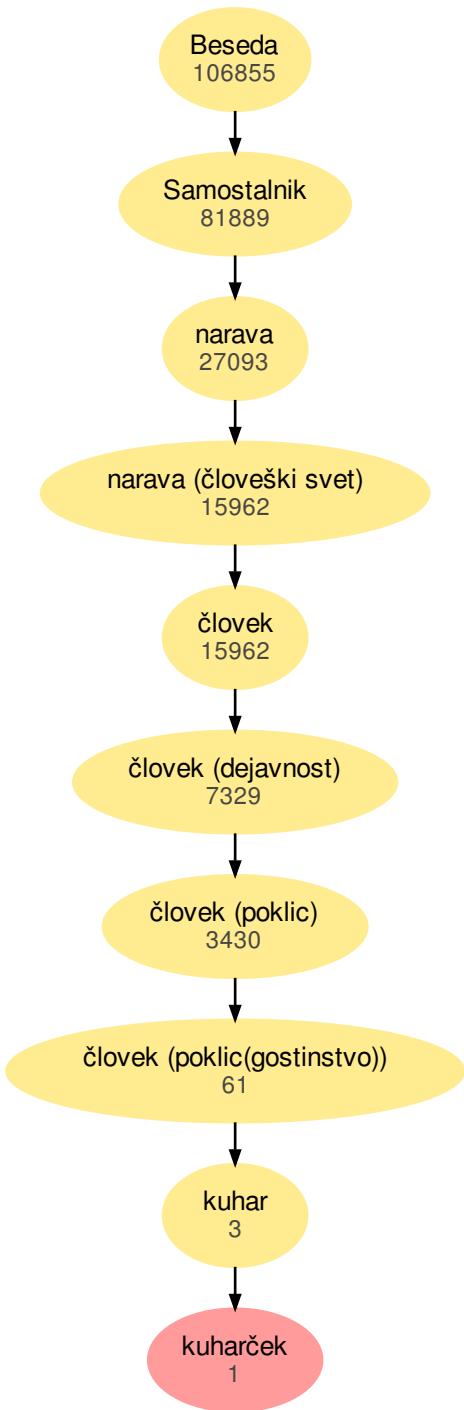 Beseda
106855
Samostalnik
81889
narava
27093
narava (človeški svet)
15962
človek
15962
človek (dejavnost)
7329
človek (poklic)
3430
človek (poklic(gostinstvo))
61
kuhar
3
kuharček
1